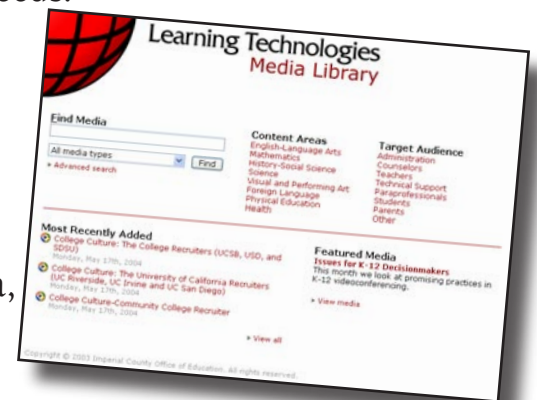 Learning Technologies
Media Library
Find Media
All media types
Find
» Advanced search
Content Areas
English-Language Arts
Mathematics
History-Social Science
Science
Visual and Performing Art
Foreign Language
Physical Education
Health
Target Audience
Administration
Counselors
Teachers
Technical Support
Paraprofessionals
Students
Parents
Other
Most Recently Added
College Culture: The College Recruiters (UCSB, USD, and
SDSU)
Monday, May 17th, 2004
College Culture: The University of California Recruiters
(UC Riverside, UC Irvine and UC San Diego)
Monday, May 17th, 2004
College Culture-Community College Recruiter
Monday, May 17th, 2004
» View all
Featured Media
Issues for K-12 Decisionmakers
This month we look at promising practices in
K-12 videoconferencing.
» View media
Copyright © 2003 Imperial County Office of Education. All rights reserved.